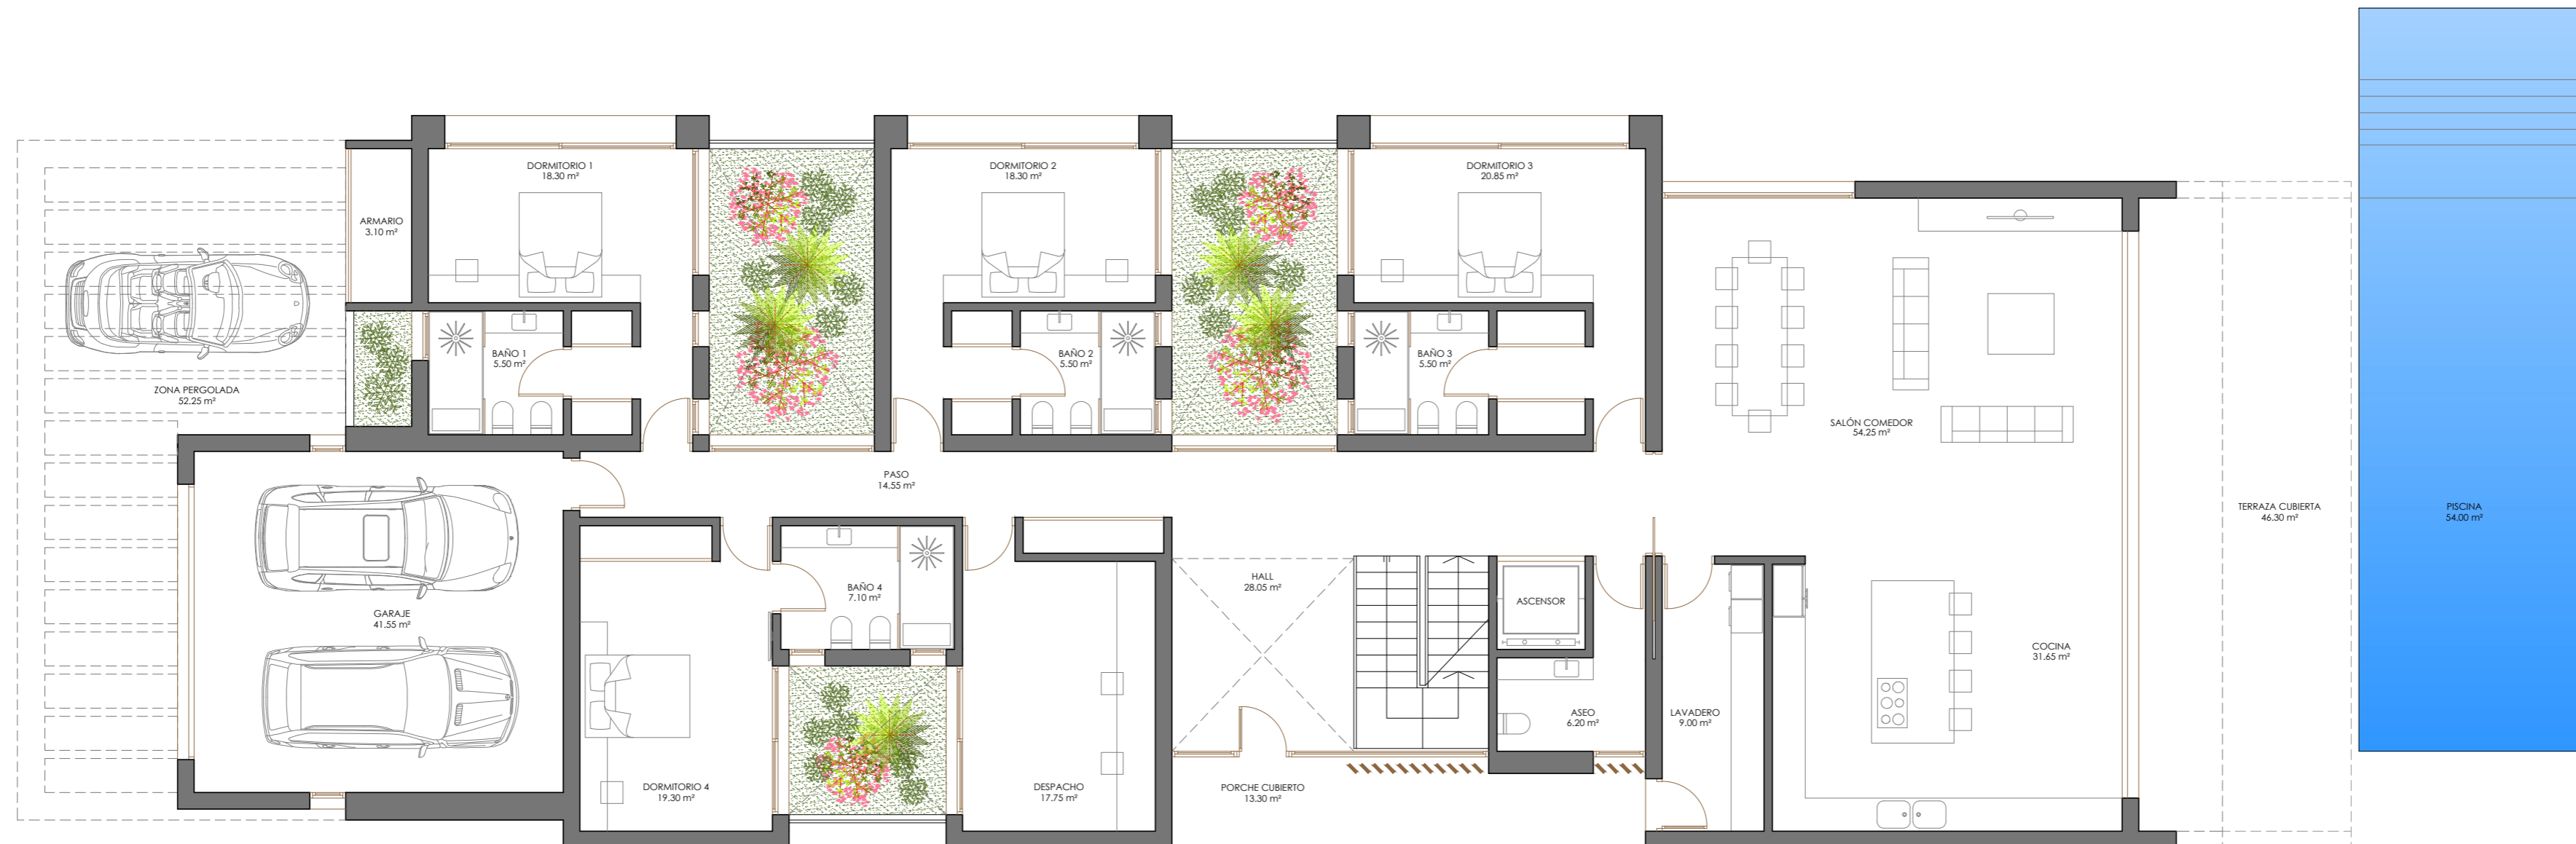 DORMITORIO 1
18.30 m²
DORMITORIO 2
18.30 m²
DORMITORIO 3
20.85 m²
ARMARIO
3.10 m²
BAÑO 1
5.50 m²
BAÑO 2
5.50 m²
BAÑO 3
5.50 m²
ZONA PERGOLADA
52.25 m²
SALÓN COMEDOR
54.25 m²
PASO
14.55 m²
TERRAZA CUBIERTA
46.30 m²
PISCINA
54.00 m²
HALL
28.05 m²
BAÑO 4
7.10 m²
ASCENSOR
GARAJE
41.55 m²
COCINA
31.65 m²
ASEO
6.20 m²
LAVADERO
9.00 m²
DORMITORIO 4
19.30 m²
DESPACHO
17.75 m²
PORCHE CUBIERTO
13.30 m²